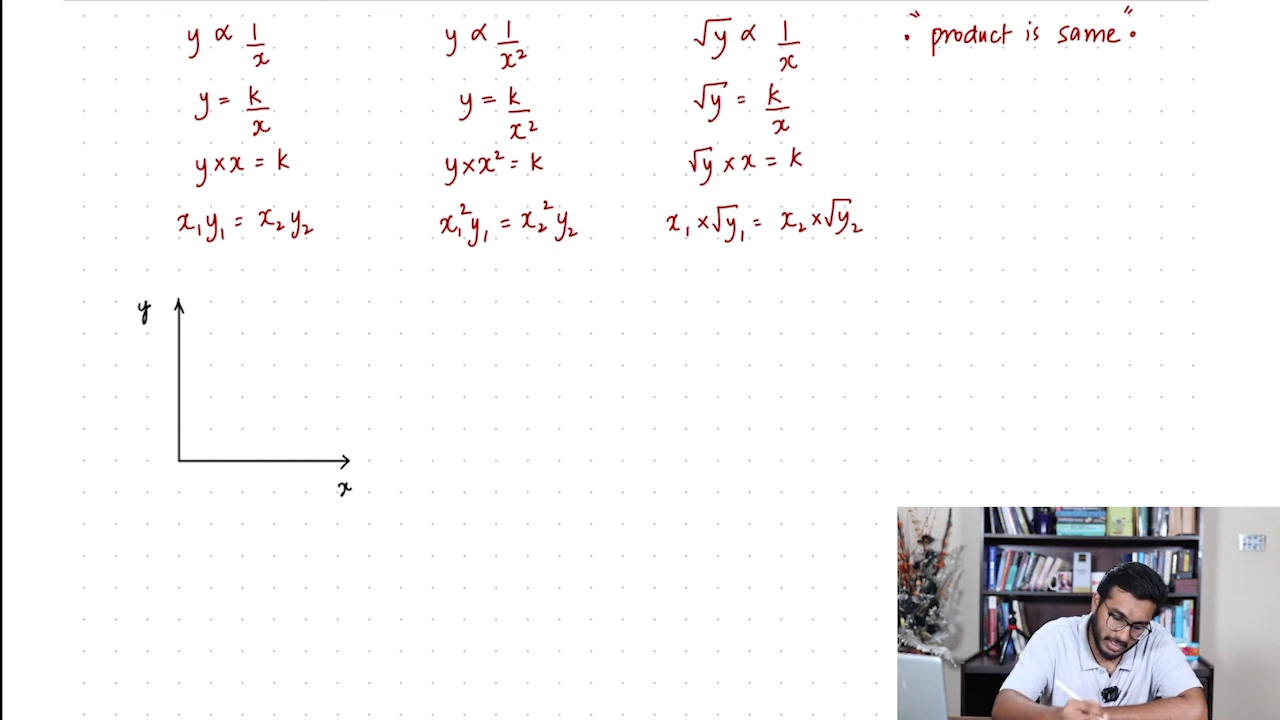 y ∝ 1/x
y = k/x
y × x = k
x₁y₁ = x₂y₂
y ∝ 1/x²
y = k/x²
y × x² = k
x₁²y₁ = x₂²y₂
√y ∝ 1/x
√y = k/x
√y × x = k
x₁ × √y₁ = x₂ × √y₂
• "product is same" •
y
x